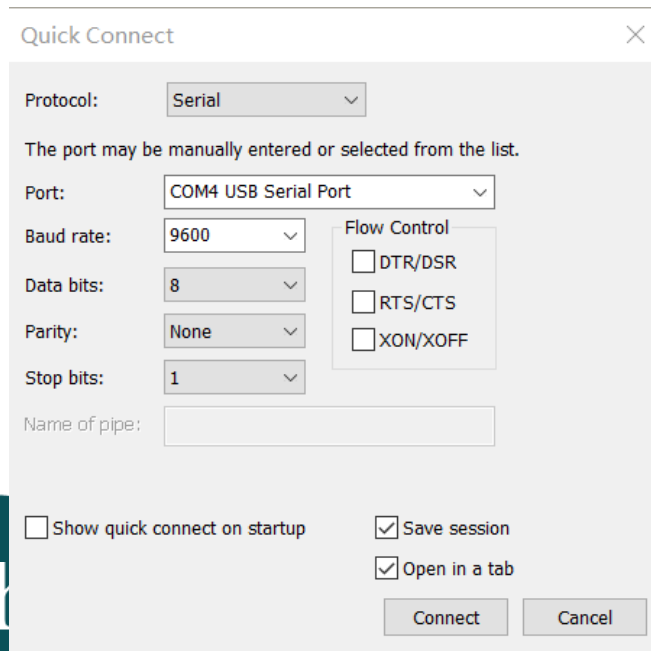 Quick Connect
Protocol: Serial
The port may be manually entered or selected from the list.
Port: COM4 USB Serial Port
Baud rate: 9600
Flow Control
DTR/DSR
Data bits: 8
RTS/CTS
Parity: None
XON/XOFF
Stop bits: 1
Name of pipe:
Show quick connect on startup
Save session
Open in a tab
Connect
Cancel